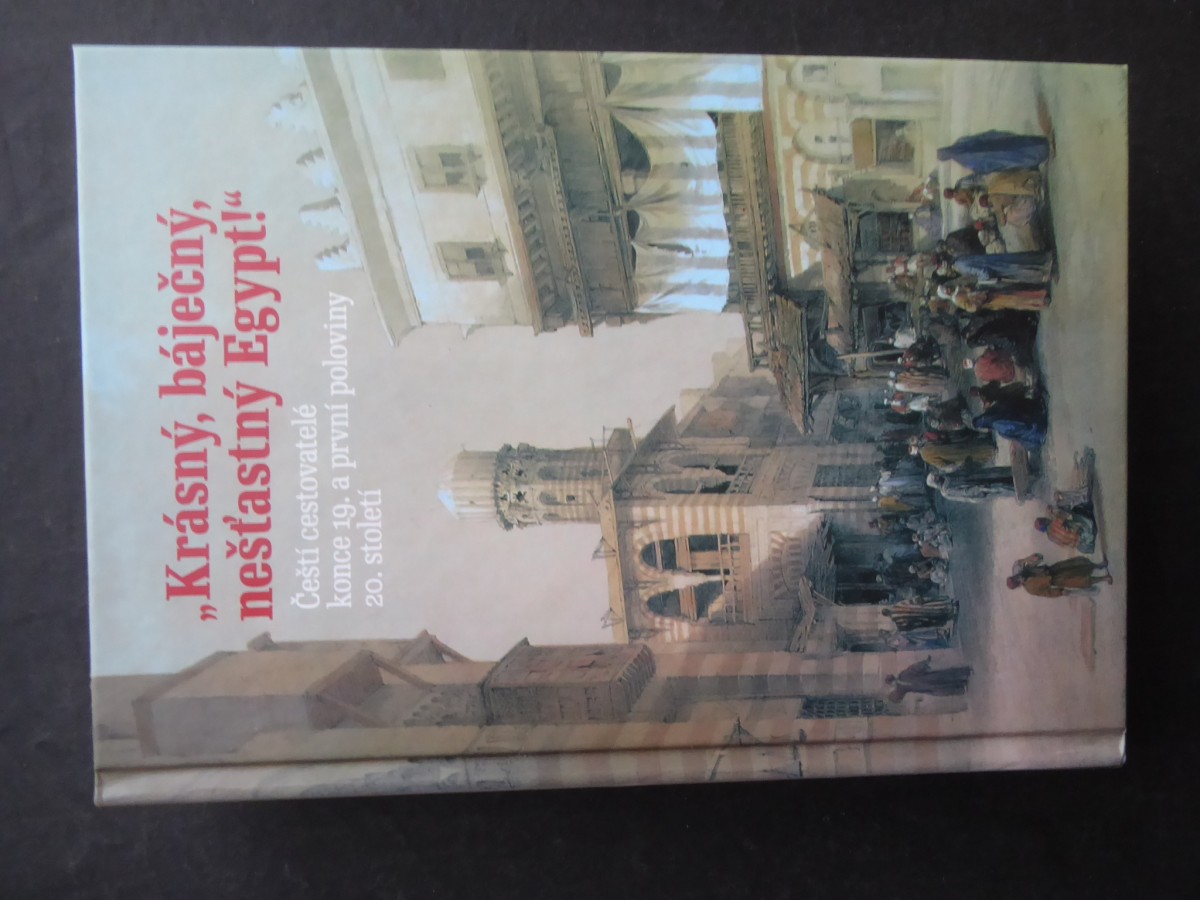 „Krásný, báječný,
nešťastný Egypt!“
Čeští cestovatelé
konce 19. a první poloviny
20. století